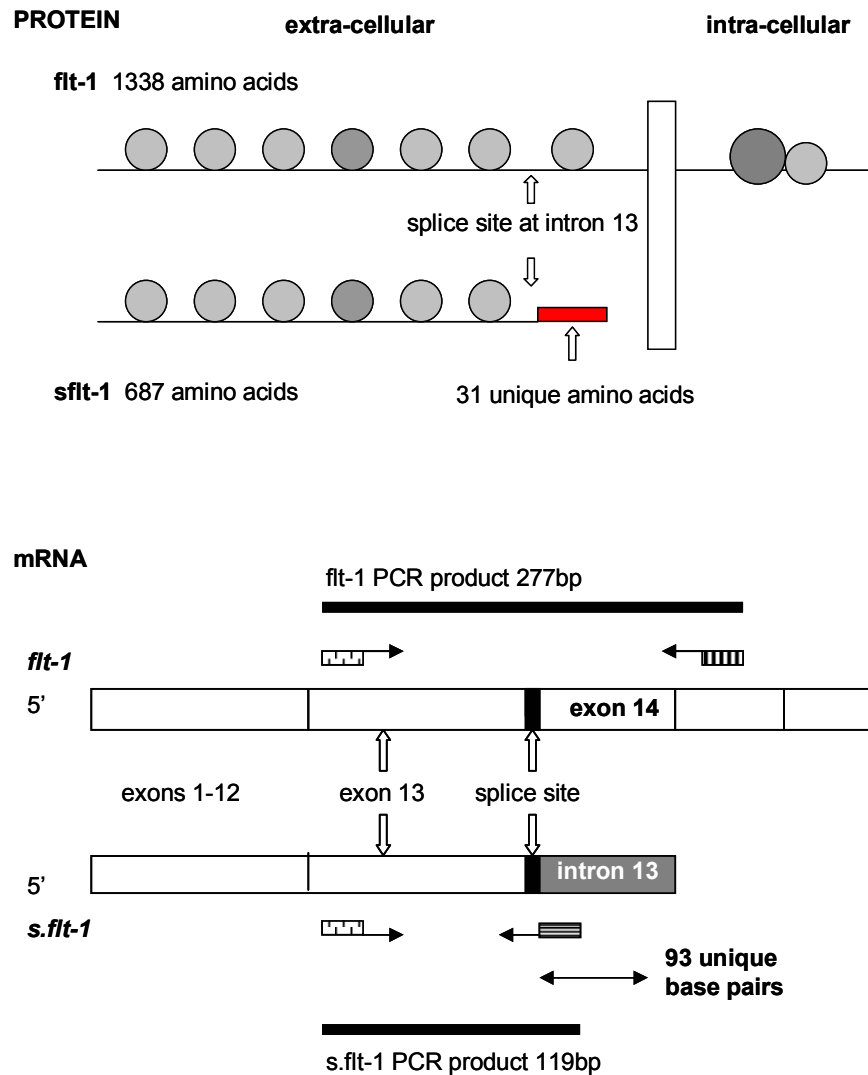 PROTEIN
extra-cellular
intra-cellular
flt-1 1338 amino acids
splice site at intron 13
sflt-1 687 amino acids
31 unique amino acids
mRNA
flt-1 PCR product 277bp
flt-1
5’
exon 14
exons 1-12
exon 13
splice site
5’
intron 13
s.flt-1
93 unique
base pairs
s.flt-1 PCR product 119bp